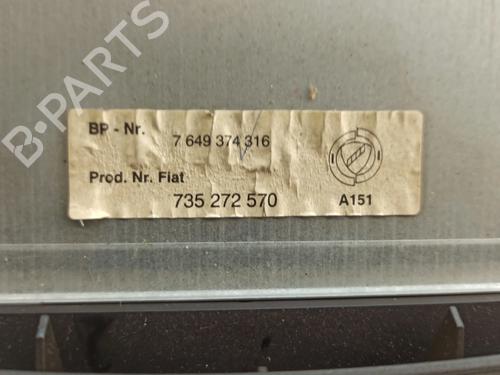 B-PARTS
BP - Nr. 7 649 374 316
Prod. Nr. Fiat
735 272 570 A151